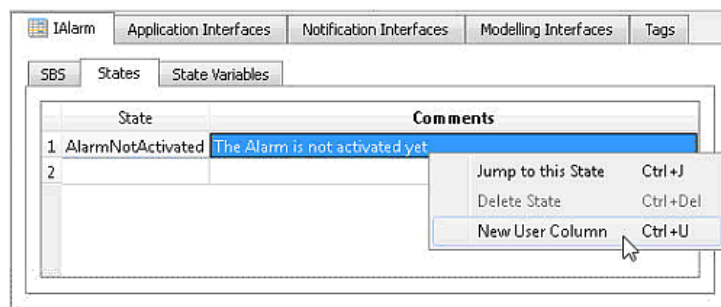 IAlarm Application Interfaces Notification Interfaces Modelling Interfaces Tags
SBS States State Variables
State Comments
1 AlarmNotActivated The Alarm is not activated yet
2
Jump to this State Ctrl+J
Delete State Ctrl+Del
New User Column Ctrl+U